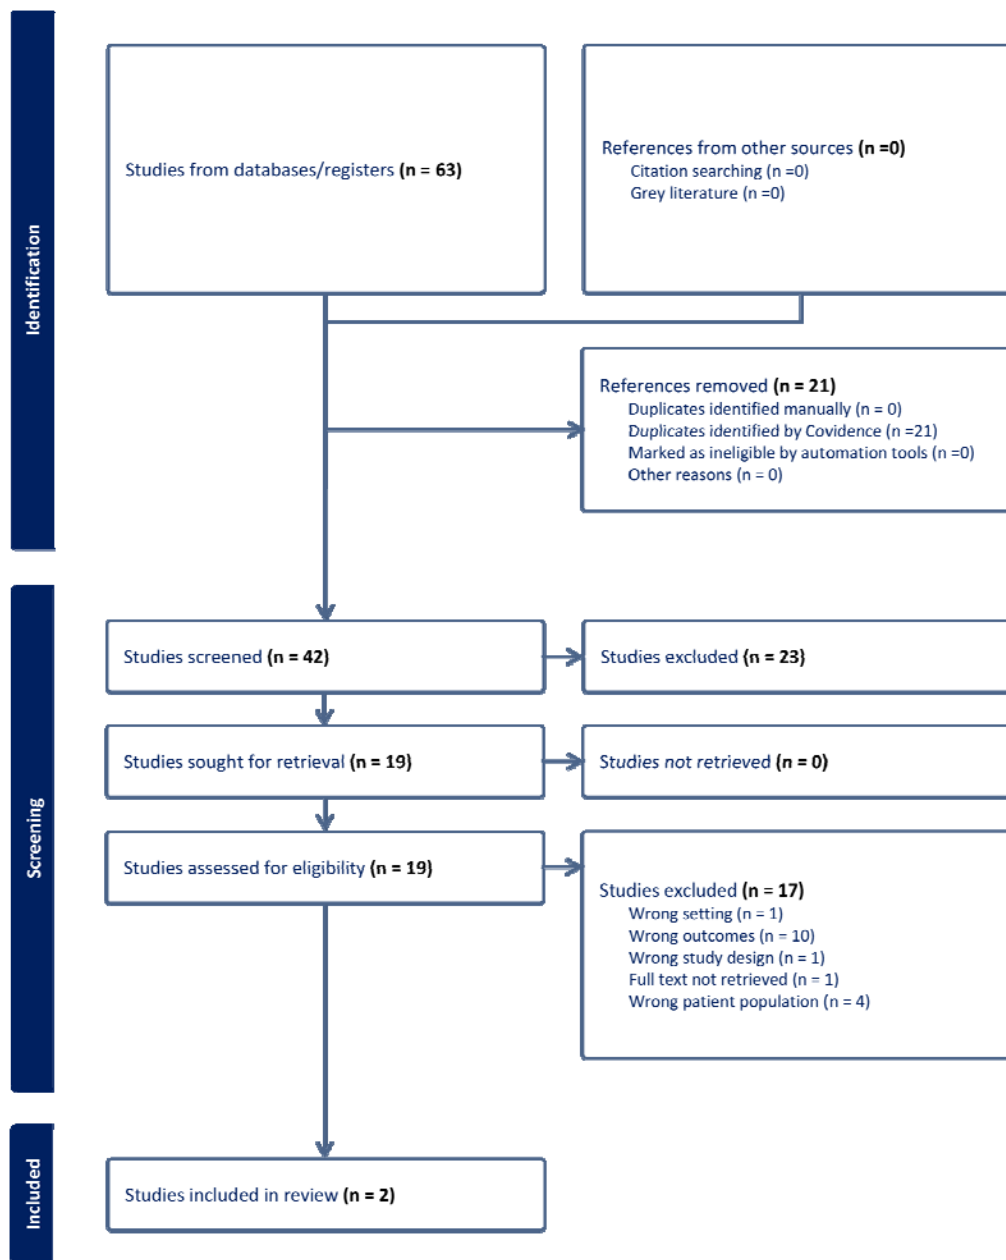 Identification
Studies from databases/registers (n = 63)
References from other sources (n =0)
Citation searching (n =0)
Grey literature (n =0)
References removed (n = 21)
Duplicates identified manually (n = 0)
Duplicates identified by Covidence (n =21)
Marked as ineligible by automation tools (n =0)
Other reasons (n = 0)
Screening
Studies screened (n = 42)
Studies excluded (n = 23)
Studies sought for retrieval (n = 19)
Studies not retrieved (n = 0)
Studies assessed for eligibility (n = 19)
Studies excluded (n = 17)
Wrong setting (n = 1)
Wrong outcomes (n = 10)
Wrong study design (n = 1)
Full text not retrieved (n = 1)
Wrong patient population (n = 4)
Included
Studies included in review (n = 2)